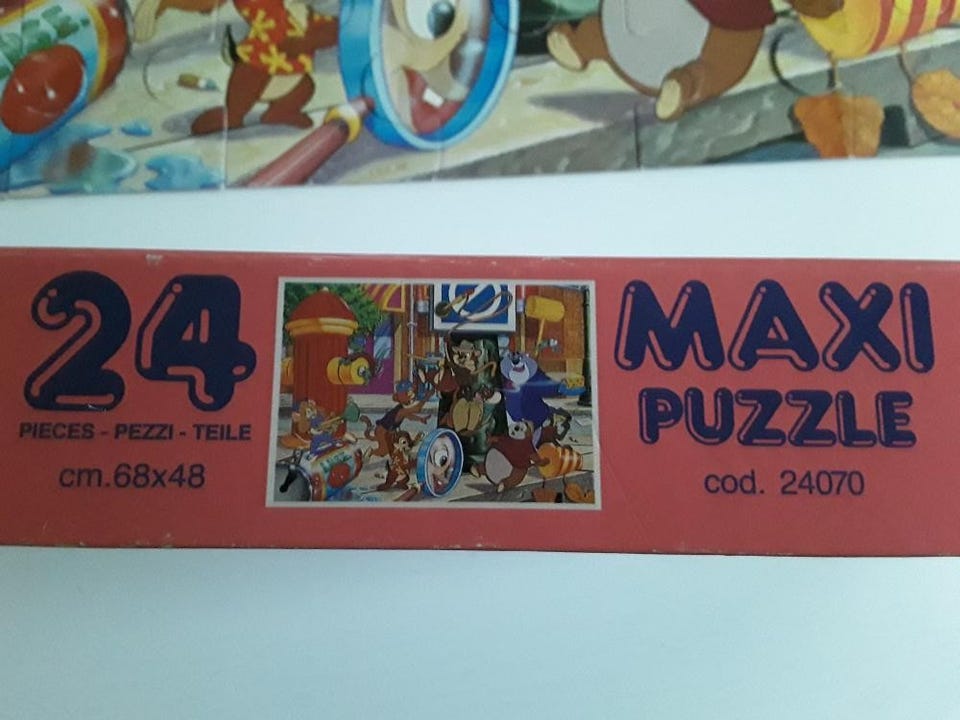 24
PIECES - PEZZI - TEILE
cm.68x48
MAXI
PUZZLE
cod. 24070